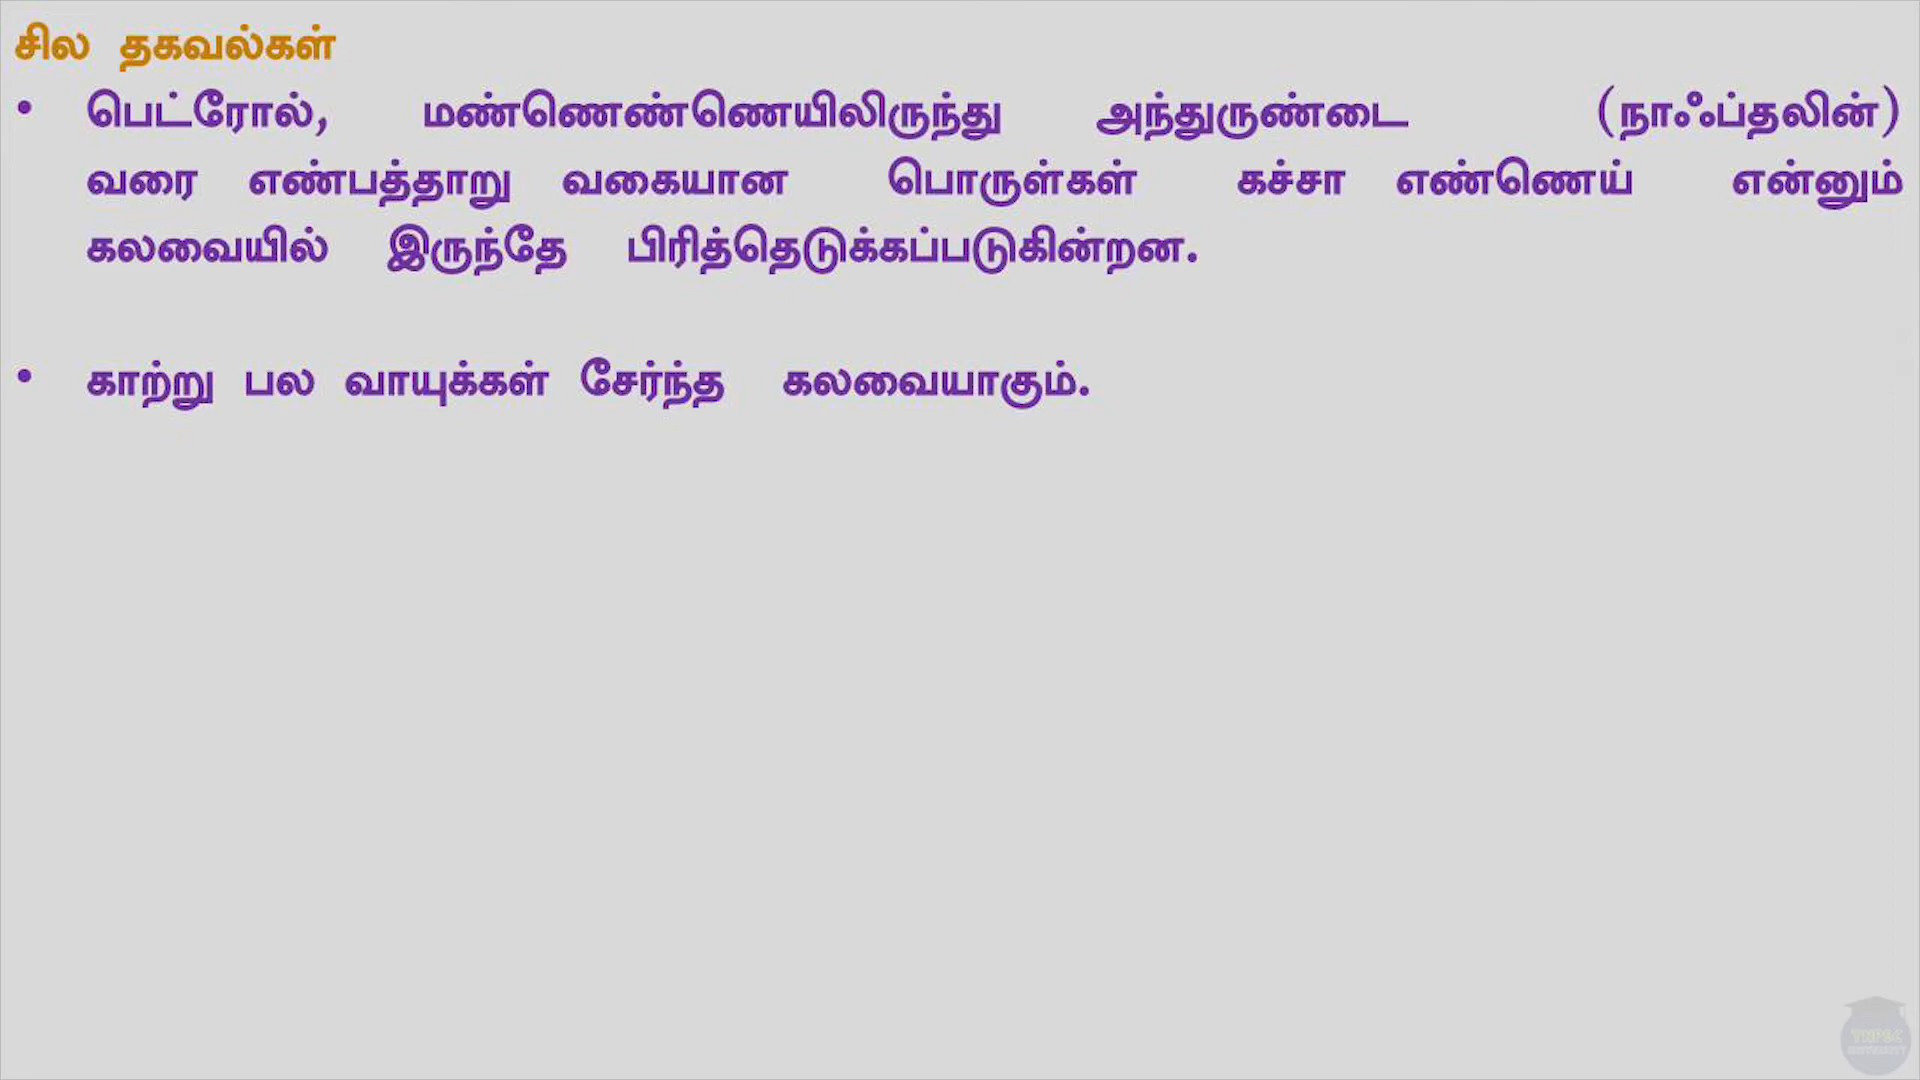 சில தகவல்கள்
• பெட்ரோல், மண்ணெண்ணெயிலிருந்து அந்துருண்டை (நாஃப்தலின்)
வரை எண்பத்தாறு வகையான பொருள்கள் கச்சா எண்ணெய் என்னும்
கலவையில் இருந்தே பிரித்தெடுக்கப்படுகின்றன.
• காற்று பல வாயுக்கள் சேர்ந்த கலவையாகும்.
TNPSC